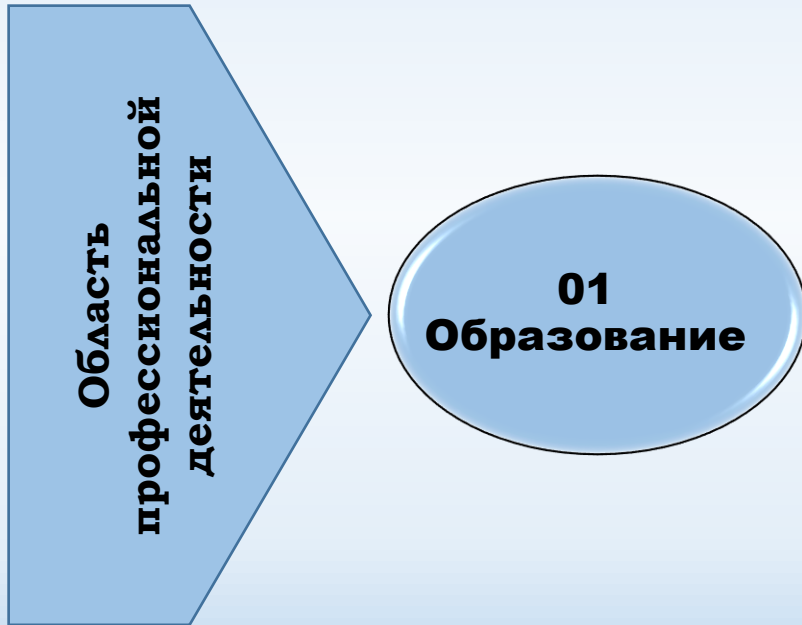 Область
профессиональной
деятельности
01
Образование